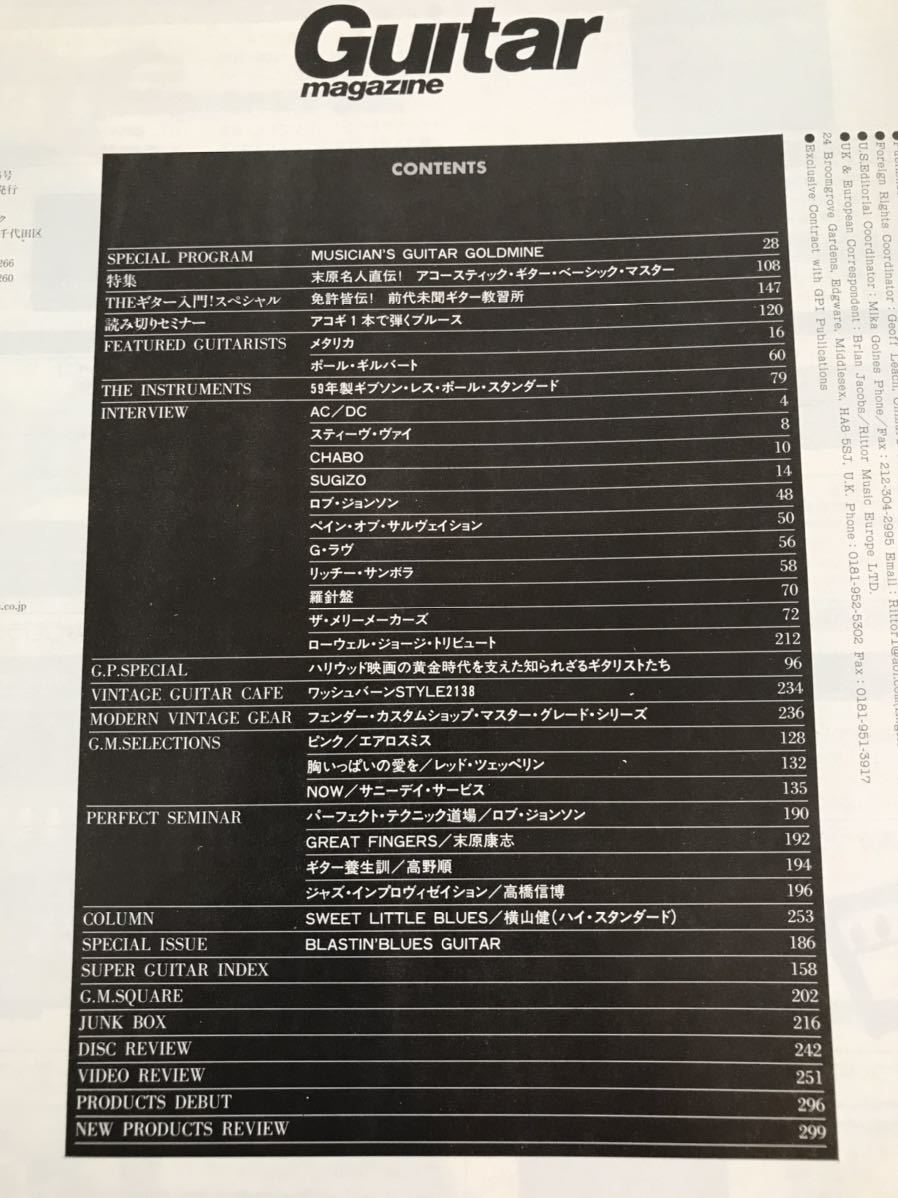 Guitar
magazine
CONTENTS
SPECIAL PROGRAM MUSICIAN'S GUITAR GOLDMINE 28
特集 末原名人直伝! アコースティック・ギター・ベーシック・マスター 108
THEギター入門!スペシャル 免許皆伝! 前代未聞ギター教習所 147
読み切りセミナー アコギ1本で弾くブルース 120
FEATURED GUITARISTS メタリカ 16
ポール・ギルバート 60
THE INSTRUMENTS 59年製ギブソン・レス・ポール・スタンダード 79
INTERVIEW AC/DC 4
スティーヴ・ヴァイ 8
CHABO 10
SUGIZO 14
ロブ・ジョンソン 48
ペイン・オブ・サルヴェイション 50
G・ラヴ 56
リッチー・サンボラ 58
羅針盤 70
ザ・メリーメーカーズ 72
ローウェル・ジョージ・トリビュート 212
G.P.SPECIAL ハリウッド映画の黄金時代を支えた知られざるギタリストたち 96
VINTAGE GUITAR CAFE ワッシュバーンSTYLE2138 234
MODERN VINTAGE GEAR フェンダー・カスタムショップ・マスター・グレード・シリーズ 236
G.M.SELECTIONS ピンク/エアロスミス 128
胸いっぱいの愛を/レッド・ツェッペリン 132
NOW/サニーデイ・サービス 135
PERFECT SEMINAR パーフェクト・テクニック道場/ロブ・ジョンソン 190
GREAT FINGERS/末原康志 192
ギター養生訓/高野順 194
ジャズ・インプロヴィゼイション/高橋信博 196
COLUMN SWEET LITTLE BLUES/横山健(ハイ・スタンダード) 253
SPECIAL ISSUE BLASTIN'BLUES GUITAR 186
SUPER GUITAR INDEX 158
G.M.SQUARE 202
JUNK BOX 216
DISC REVIEW 242
VIDEO REVIEW 251
PRODUCTS DEBUT 296
NEW PRODUCTS REVIEW 299
●Foreign Rights Coordinator : Geoff Leach,
●U.S.Editorial Coordinator : Mika Goines Phone/Fax : 212-304-2995 Email :
●UK & European Correspondent : Brian Jacobs/Rittor Music Europe LTD.
24 Broomgrove Gardens, Edgware, Middlesex, HA8 5SJ, U.K. Phone : 0181-952-5302 Fax : 0181-951-3917
●Exclusive Contract with GPI Publications
号
発行
千代田区
266
260
.co.jp